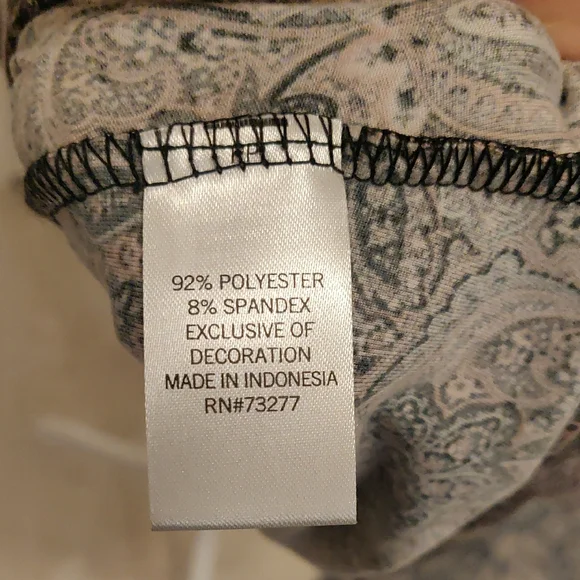 92% POLYESTER
8% SPANDEX
EXCLUSIVE OF
DECORATION
MADE IN INDONESIA
RN#73277